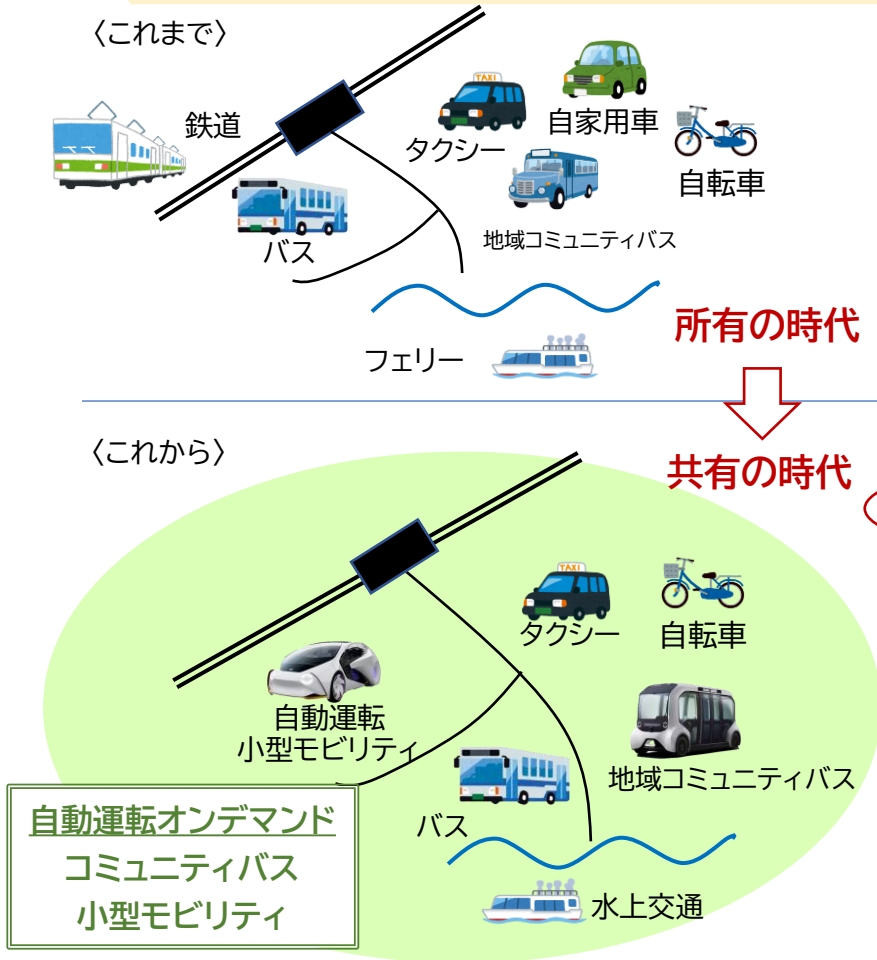 〈これまで〉
鉄道
TAXI
タクシー
自家用車
自転車
バス
地域コミュニティバス
フェリー
所有の時代
〈これから〉
共有の時代
TAXI
タクシー
自転車
自動運転
小型モビリティ
地域コミュニティバス
バス
水上交通
自動運転オンデマンド
コミュニティバス
小型モビリティ